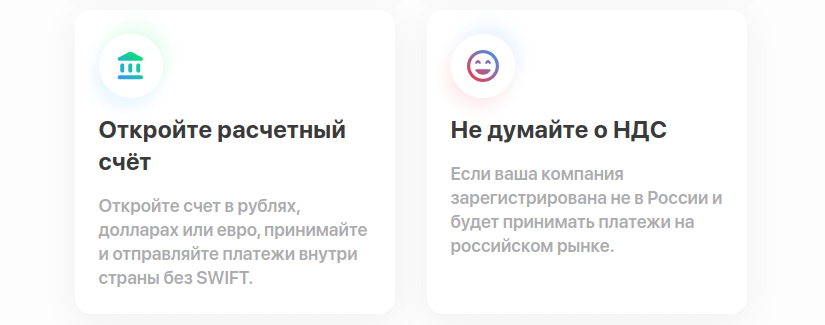 Откройте расчетный
счёт
Откройте счет в рублях,
долларах или евро, принимайте
и отправляйте платежи внутри
страны без SWIFT.
Не думайте о НДС
Если ваша компания
зарегистрирована не в России и
будет принимать платежи на
российском рынке.